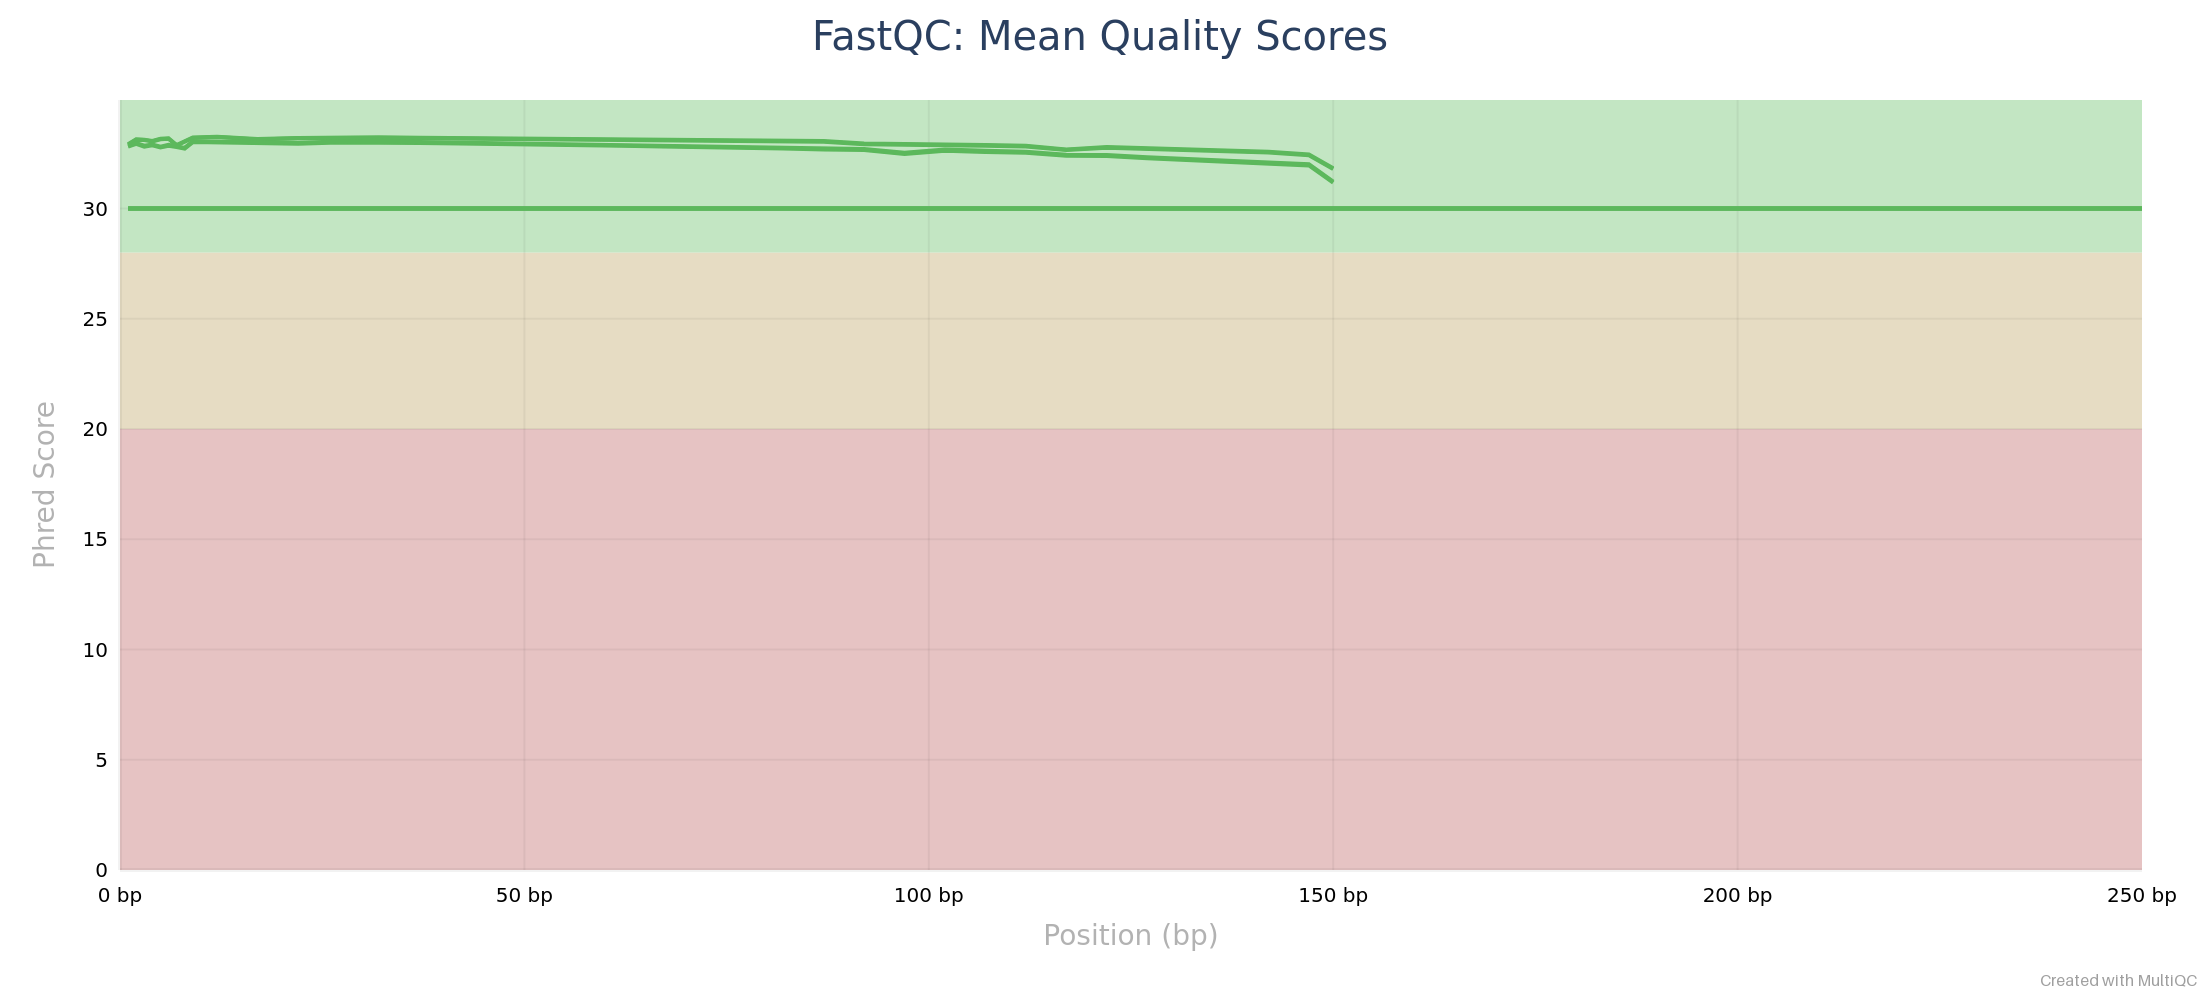 FastQC: Mean Quality Scores
30
25
20
15
10
5
0
Phred Score
0 bp 50 bp 100 bp 150 bp 200 bp 250 bp
Position (bp)
Created with MultiQC